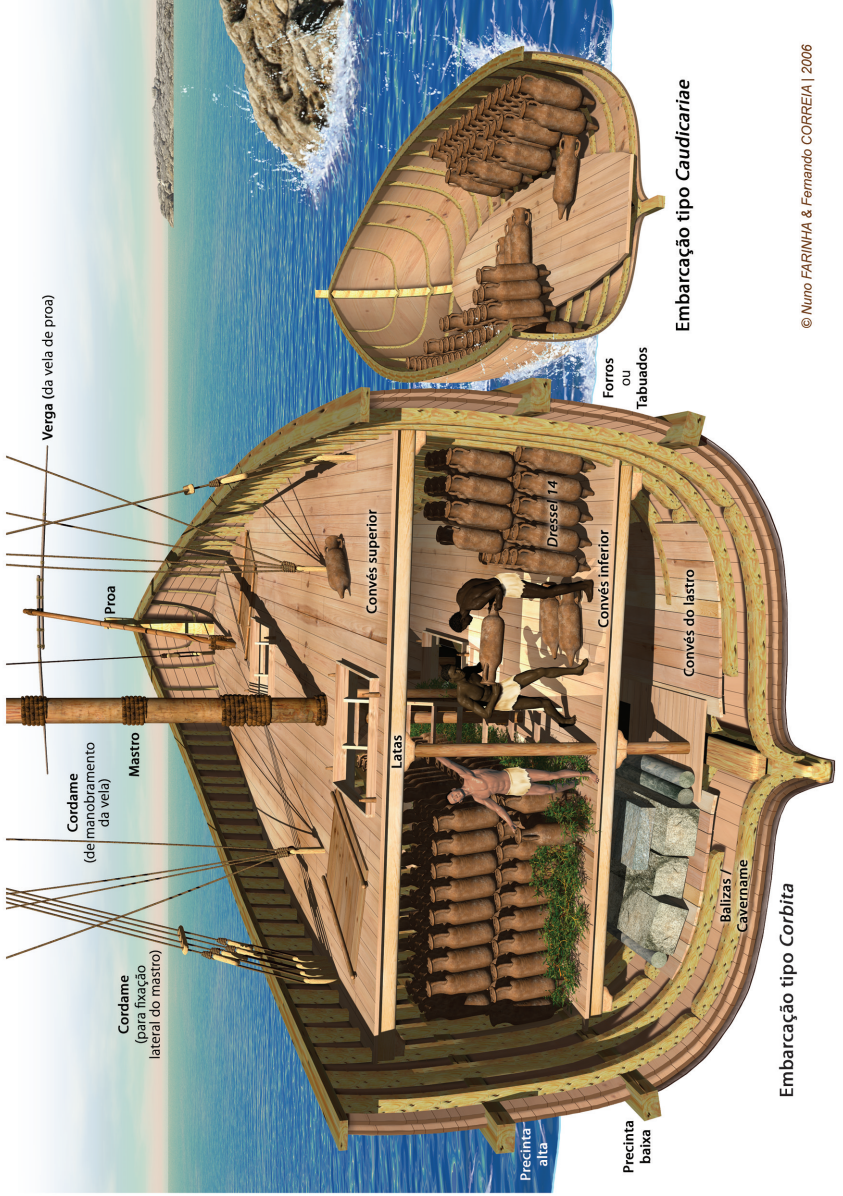 Verga (da vela de proa)
Proa
Cordame
(de manobramento
da vela)
Mastro
Cordame
(para fixação
lateral do mastro)
Convés superior
Latas
Dressel 14
Convés inferior
Convés do lastro
Balizas /
Cavername
Precinta
alta
Precinta
baixa
Forros
ou
Tabuados
Embarcação tipo Corbita
Embarcação tipo Caudicariae
© Nuno FARINHA & Fernando CORREIA | 2006